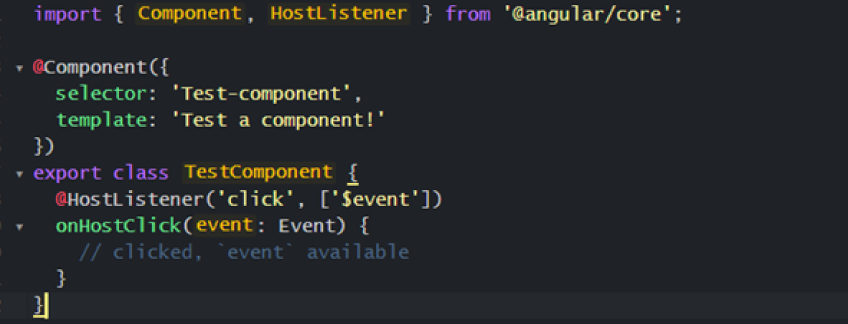 import { Component, HostListener } from '@angular/core';
@Component({
selector: 'Test-component',
template: 'Test a component!'
})
export class TestComponent {
@HostListener('click', ['$event'])
onHostClick(event: Event) {
// clicked, `event` available
}
}